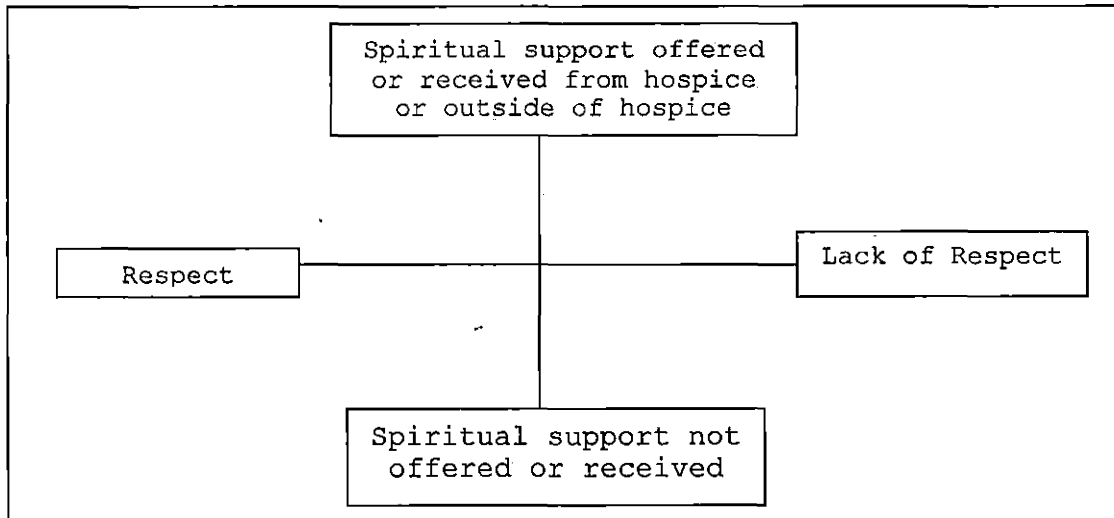 Spiritual support offered
or received from hospice
or outside of hospice
Respect
Lack of Respect
Spiritual support not
offered or received